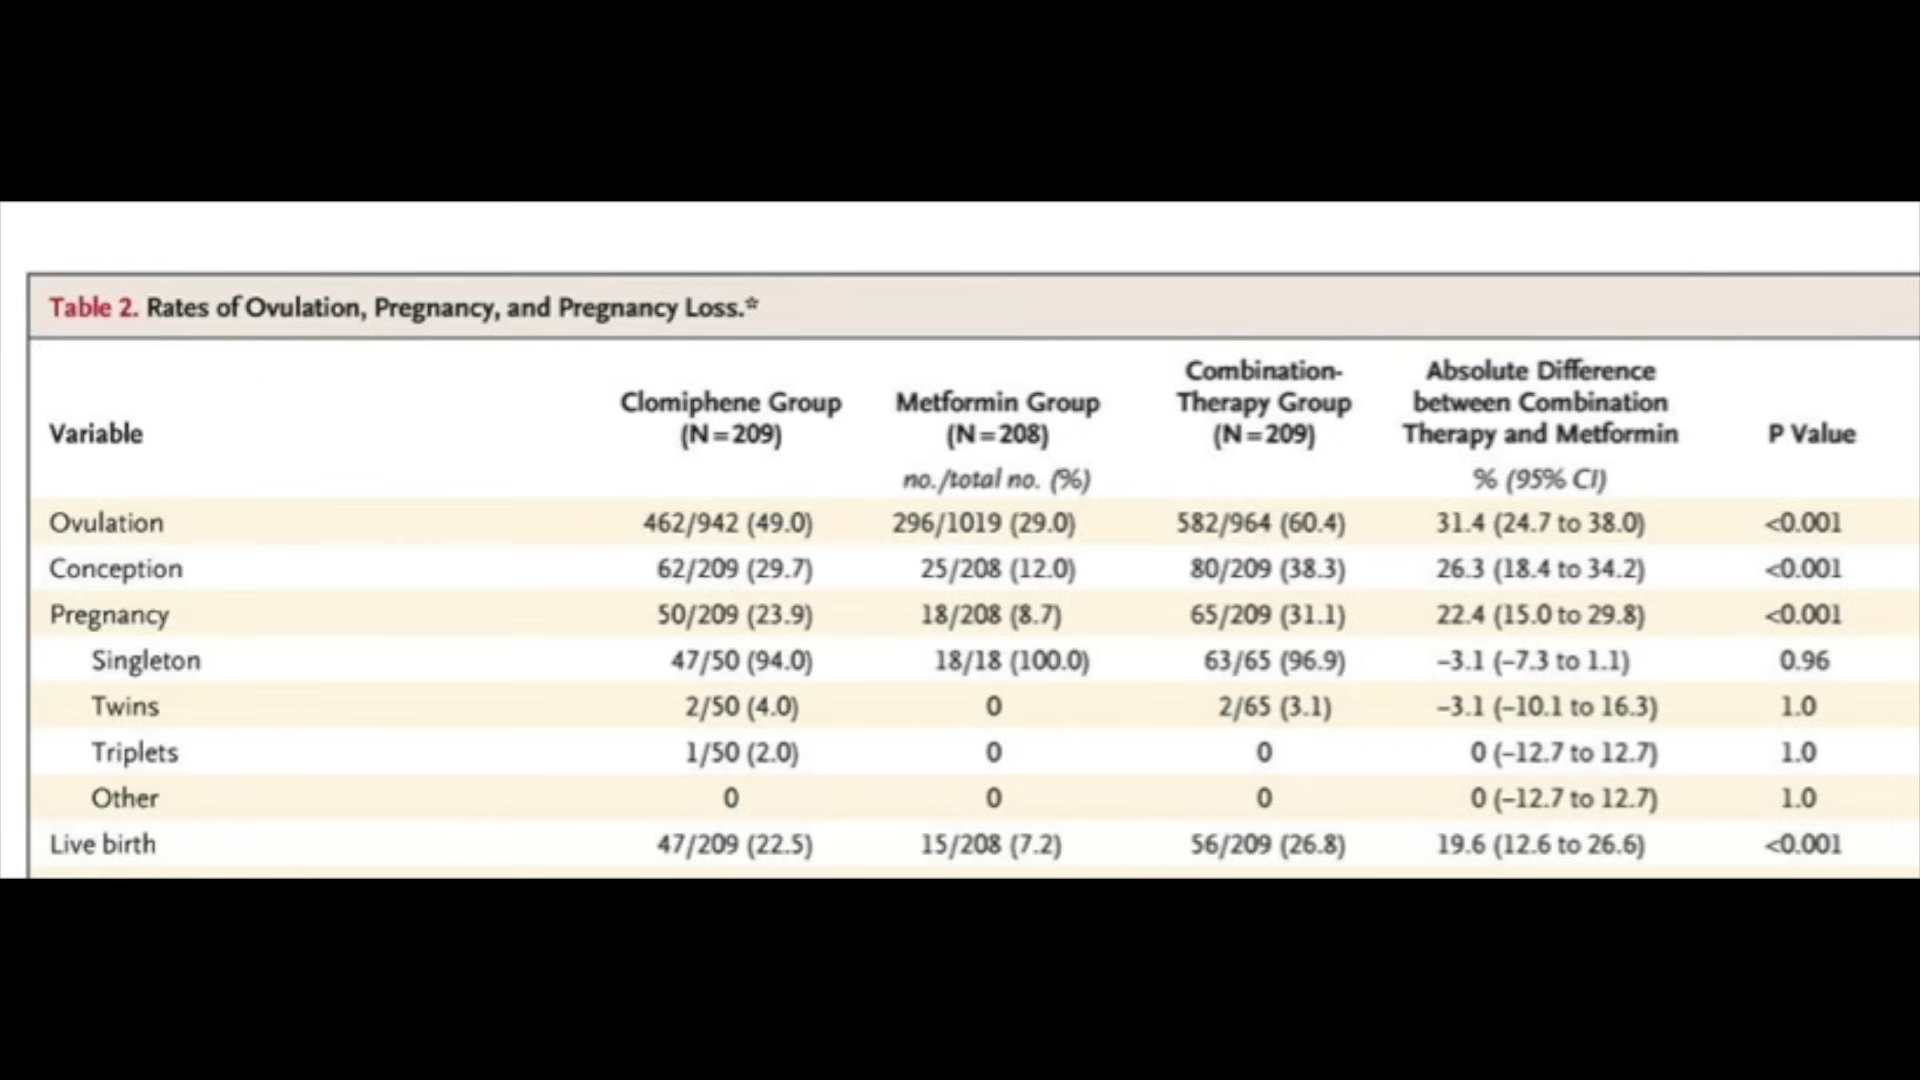 Table 2. Rates of Ovulation, Pregnancy, and Pregnancy Loss.*
Variable Clomiphene Group (N=209) Metformin Group (N=208) Combination-Therapy Group (N=209) Absolute Difference between Combination Therapy and Metformin P Value
no./total no. (%) % (95% CI)
Ovulation 462/942 (49.0) 296/1019 (29.0) 582/964 (60.4) 31.4 (24.7 to 38.0) <0.001
Conception 62/209 (29.7) 25/208 (12.0) 80/209 (38.3) 26.3 (18.4 to 34.2) <0.001
Pregnancy 50/209 (23.9) 18/208 (8.7) 65/209 (31.1) 22.4 (15.0 to 29.8) <0.001
Singleton 47/50 (94.0) 18/18 (100.0) 63/65 (96.9) −3.1 (−7.3 to 1.1) 0.96
Twins 2/50 (4.0) 0 2/65 (3.1) −3.1 (−10.1 to 16.3) 1.0
Triplets 1/50 (2.0) 0 0 0 (−12.7 to 12.7) 1.0
Other 0 0 0 0 (−12.7 to 12.7) 1.0
Live birth 47/209 (22.5) 15/208 (7.2) 56/209 (26.8) 19.6 (12.6 to 26.6) <0.001